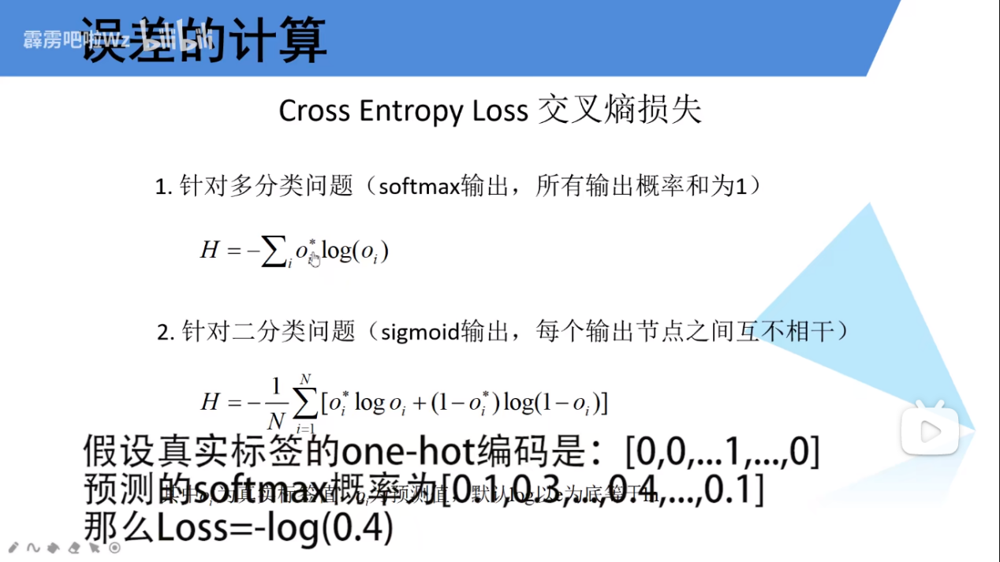 误差的计算
霹雳吧啦Wz bilibili
Cross Entropy Loss 交叉熵损失
1. 针对多分类问题（softmax输出，所有输出概率和为1）
H = -∑_i o_i^* log(o_i)
2. 针对二分类问题（sigmoid输出，每个输出节点之间互不相干）
H = -\frac{1}{N} ∑_{i=1}^{N} [o_i^* log o_i + (1 - o_i^*) log(1 - o_i)]
假设真实标签的one-hot编码是：[0,0,...1,...,0]
预测的softmax概率为[0.1,0.3,...,0.4,...,0.1]
其中o_i^*为真实标签值，o_i为预测值，默认log以e为底等于ln
那么Loss=-log(0.4)